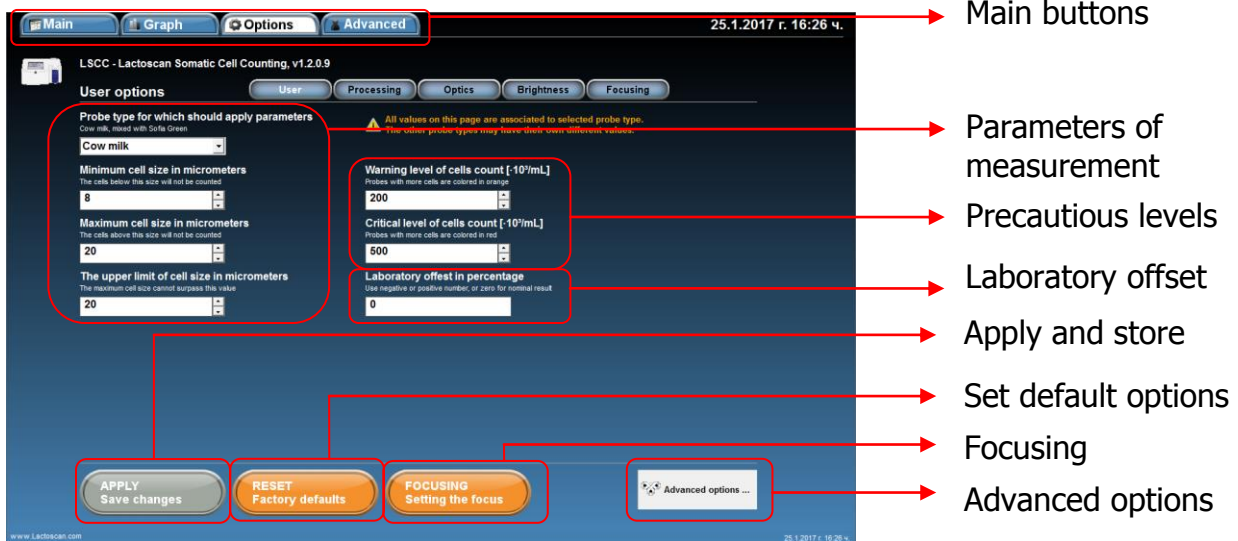 Main
Graph
Options
Advanced
25.1.2017 г. 16:26 ч.
Main buttons
LSCC - Lactoscan Somatic Cell Counting, v1.2.0.9
User options
User
Processing
Optics
Brightness
Focusing
Probe type for which should apply parameters
Cow milk, mixed with Sofia Green
Cow milk
All values on this page are associated to selected probe type.
The other probe types may have their own different values.
Parameters of
measurement
Minimum cell size in micrometers
The cells below this size will not be counted
8
Warning level of cells count [·10³/mL]
Probes with more cells are colored in orange
200
Maximum cell size in micrometers
The cells above this size will not be counted
20
Critical level of cells count [·10³/mL]
Probes with more cells are colored in red
500
Precautious levels
The upper limit of cell size in micrometers
The maximum cell size cannot surpass this value
20
Laboratory offest in percentage
Use negative or positive number, or zero for nominal result
0
Laboratory offset
Apply and store
Set default options
Focusing
Advanced options
APPLY
Save changes
RESET
Factory defaults
FOCUSING
Setting the focus
Advanced options ...
www.Lactoscan.com
25.1.2017 г. 16:26 ч.